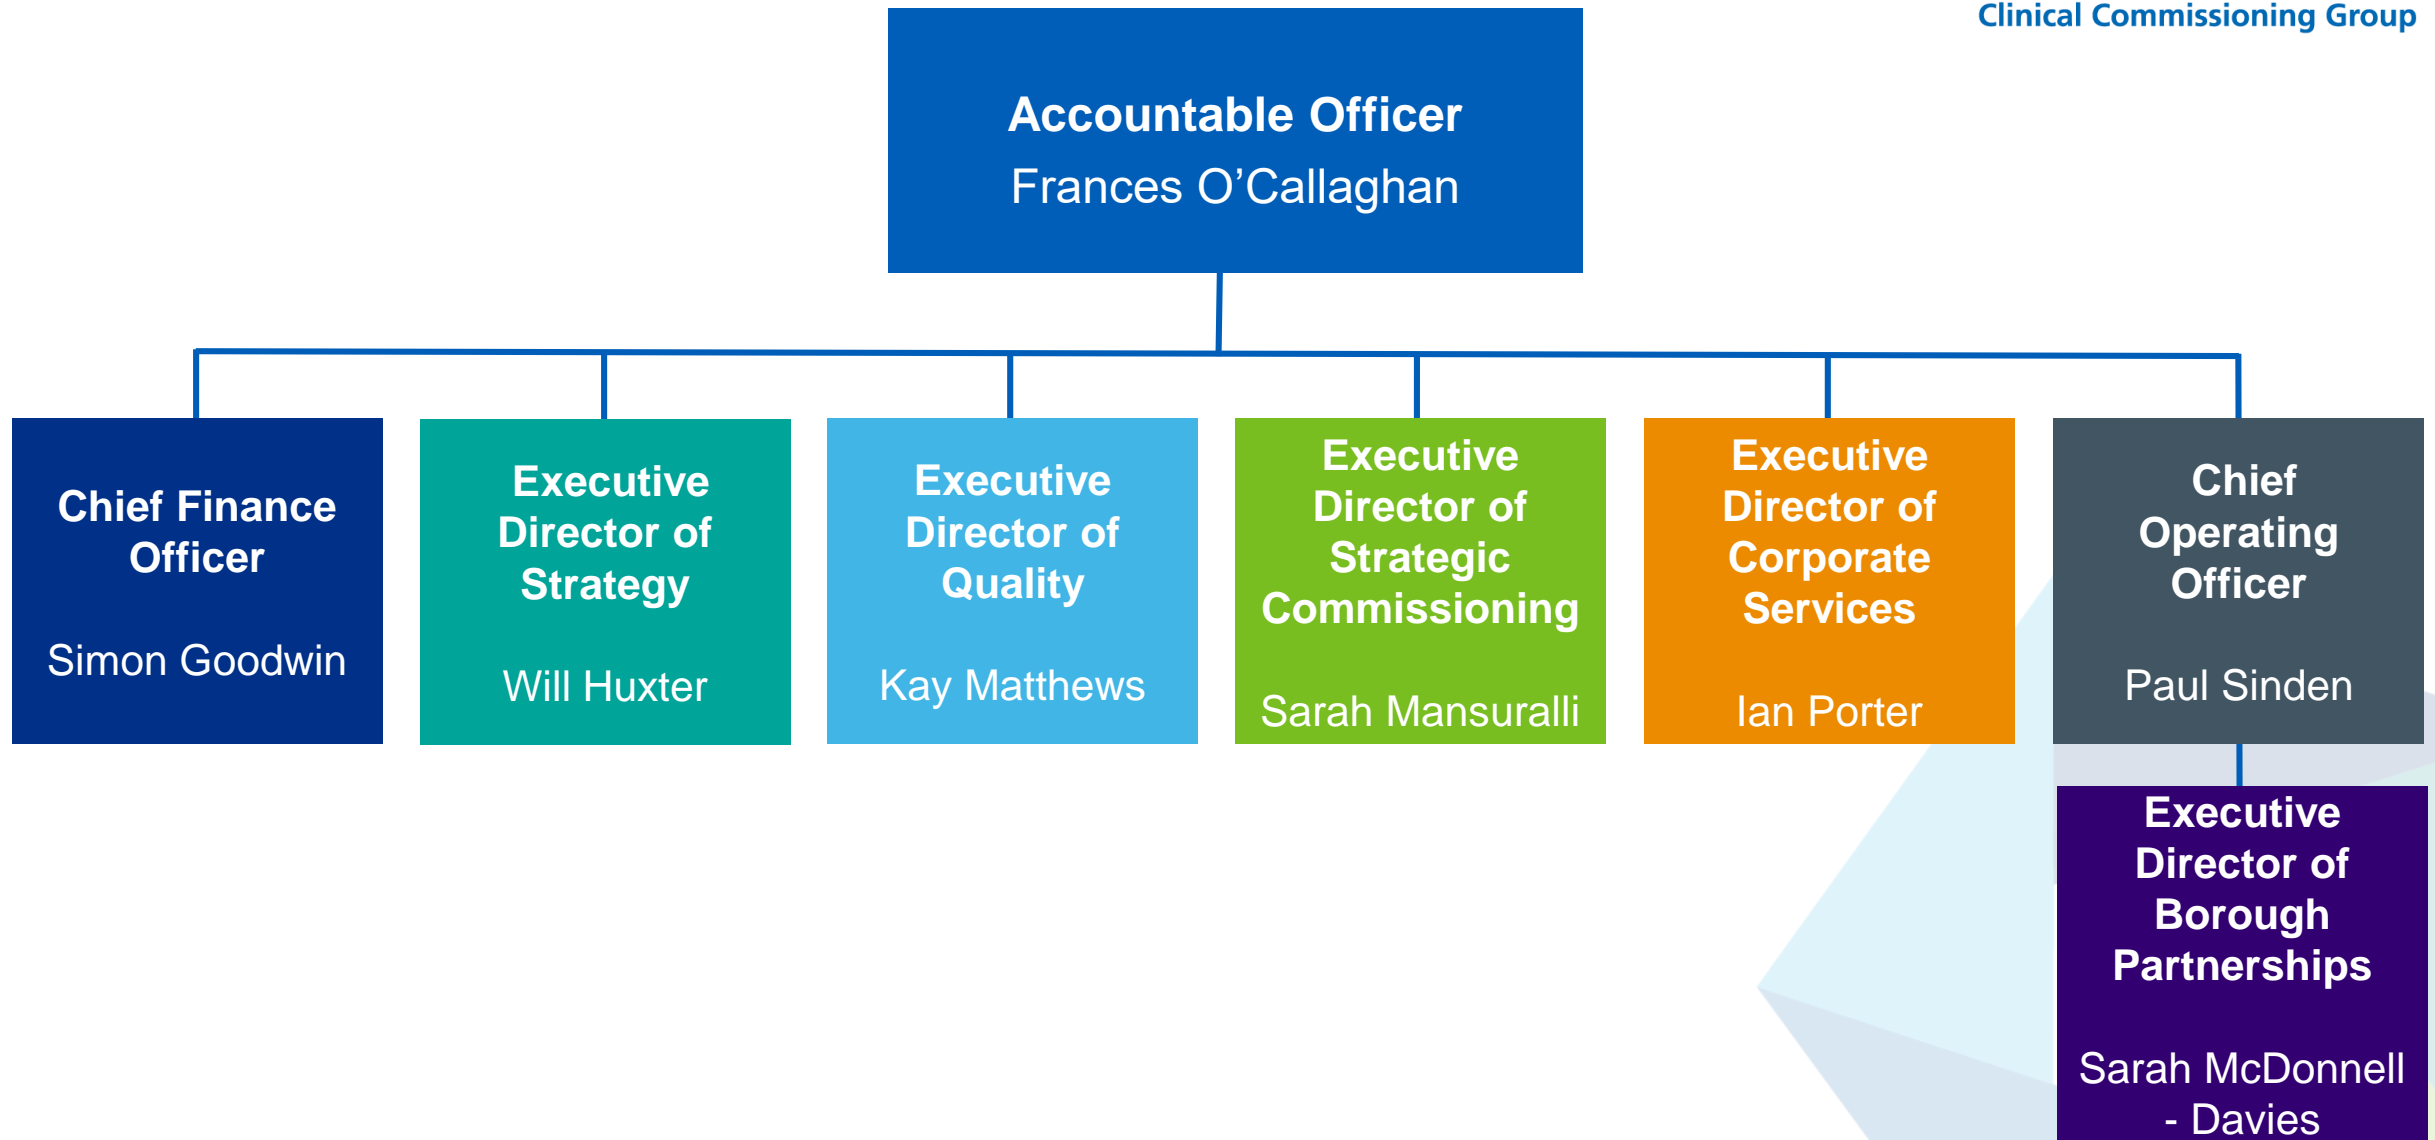 Clinical Commissioning Group
Accountable Officer
Frances O’Callaghan
Chief Finance
Officer
Simon Goodwin
Executive
Director of
Strategy
Will Huxter
Executive
Director of
Quality
Kay Matthews
Executive
Director of
Strategic
Commissioning
Sarah Mansuralli
Executive
Director of
Corporate
Services
Ian Porter
Chief
Operating
Officer
Paul Sinden
Executive
Director of
Borough
Partnerships
Sarah McDonnell
- Davies